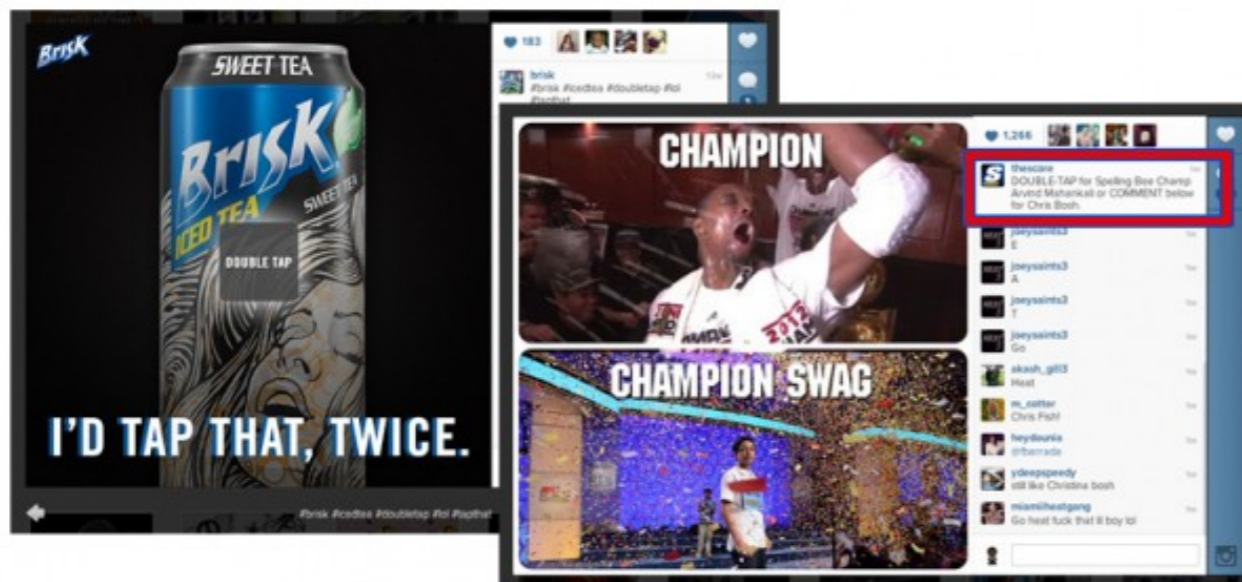 Brisk
SWEET TEA
Brisk
ICED TEA
SWEET TEA
DOUBLE TAP
I'D TAP THAT, TWICE.
#brisk #icedtea #doubletap #lol #tapthat
183
brisk
#brisk #icedtea #doubletap #lol
#tapthat
CHAMPION
2012
CHAMPION SWAG
1,266
thescore
DOUBLE-TAP for Spelling Bee Champ
Arvind Mahankali or COMMENT below
for Chris Bosh.
joeysaints3
E
joeysaints3
A
joeysaints3
T
joeysaints3
Go
akash_gill3
Heat
m_cotter
Chris Fish!
heydounia
@fberrada
ydeepspeedy
still like Christina bosh
miamiheatgang
Go heat fuck that lil boy lol